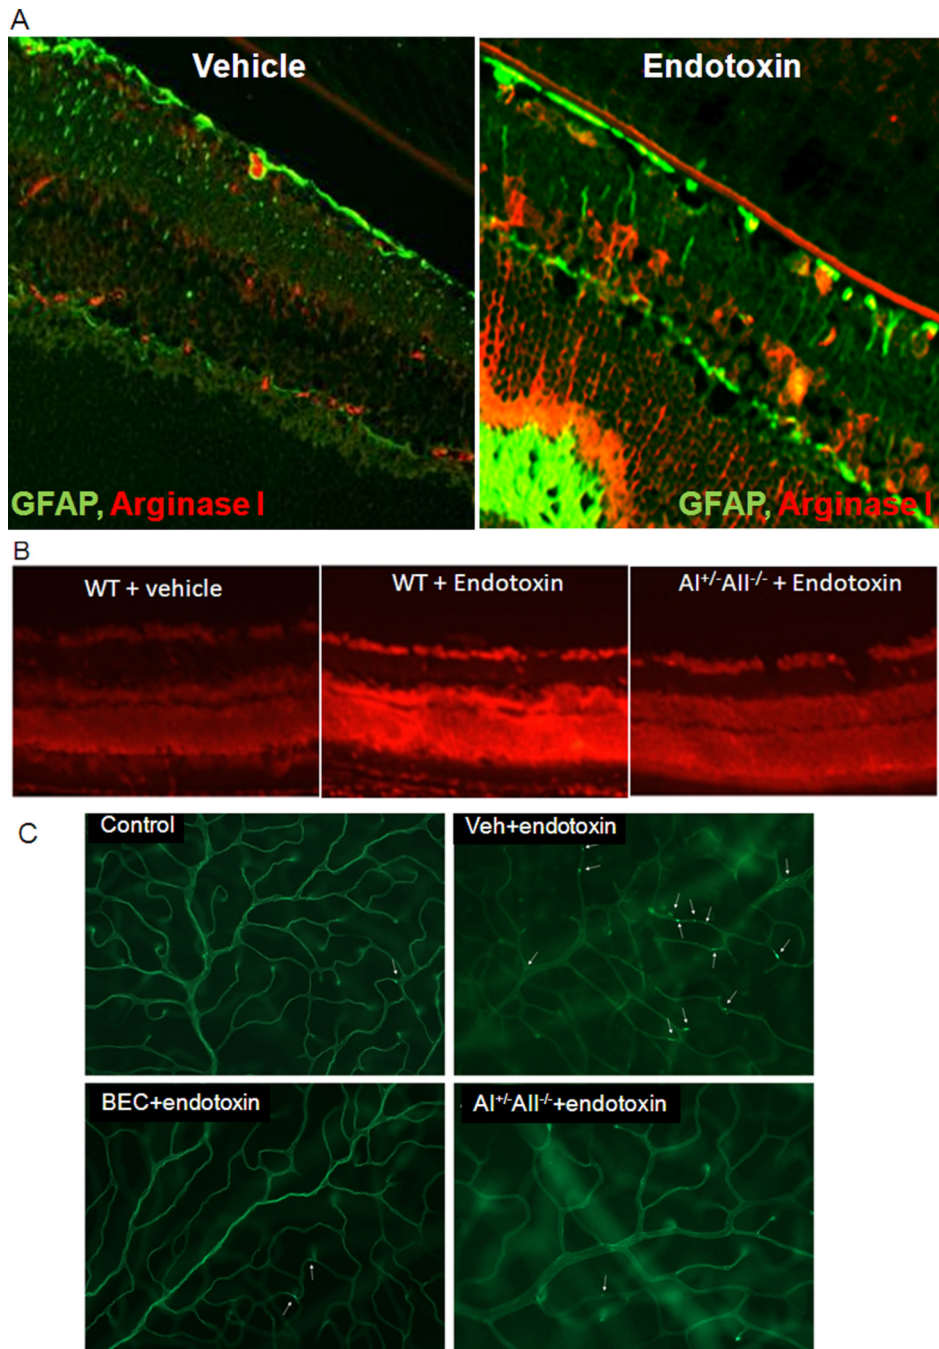 A
Vehicle
Endotoxin
GFAP, Arginase I
GFAP, Arginase I
B
WT + vehicle
WT + Endotoxin
AI+/-AII-/- + Endotoxin
C
Control
Veh+endotoxin
BEC+endotoxin
AI+/-AII-/-+endotoxin